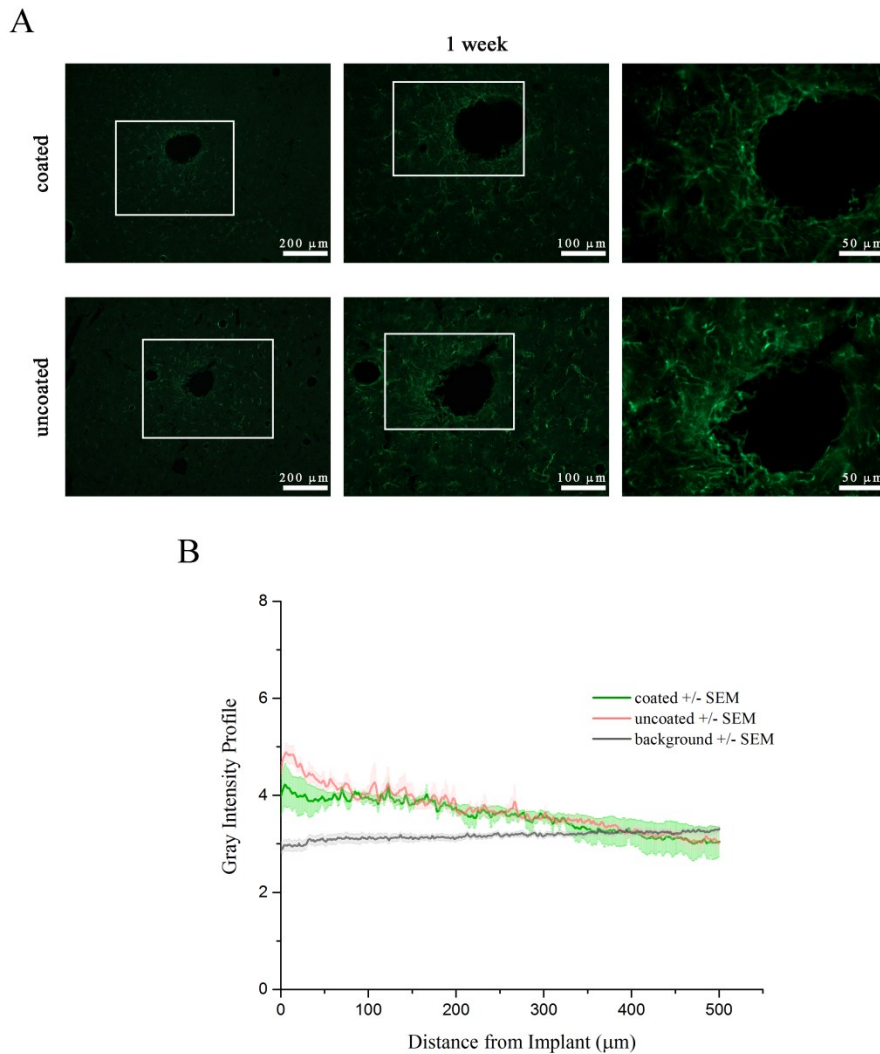 A
1 week
coated
200 μm
100 μm
50 μm
uncoated
200 μm
100 μm
50 μm
B
8
6
4
2
0
Gray Intensity Profile
coated +/- SEM
uncoated +/- SEM
background +/- SEM
0 100 200 300 400 500
Distance from Implant (μm)